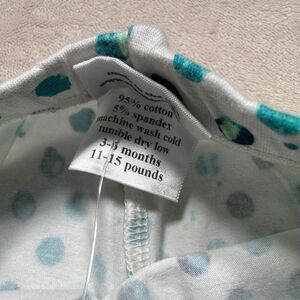 95% cotton
5% spandex
machine wash cold
tumble dry low
3-6 months
11-15 pounds